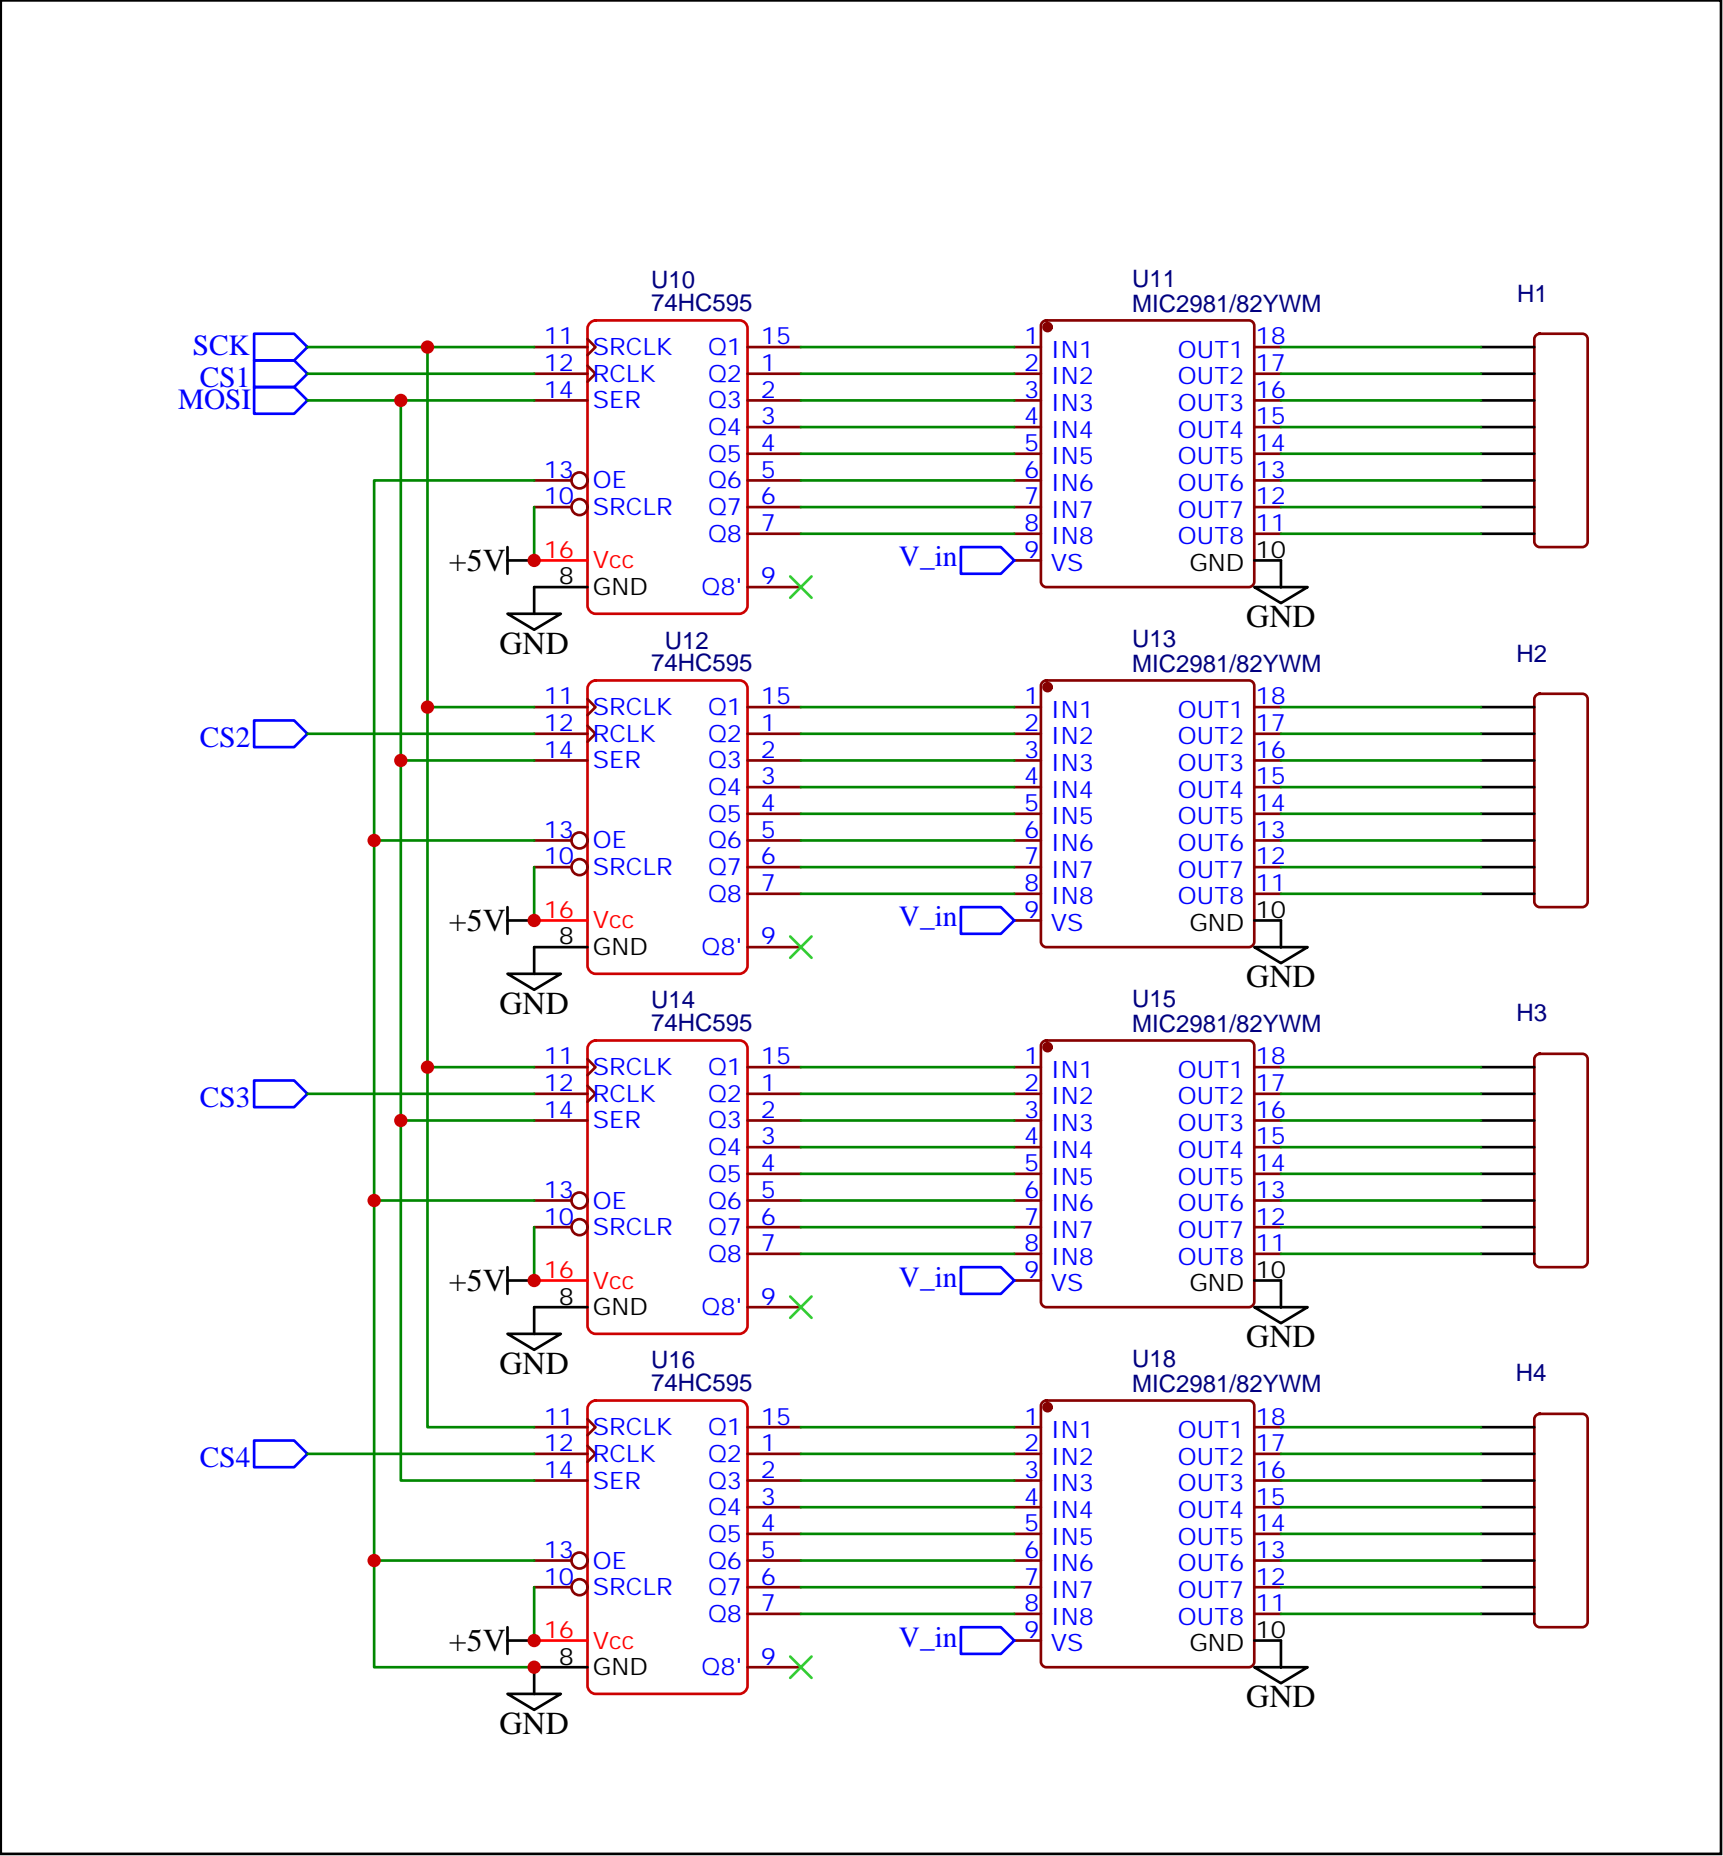 U10 U11 H1
74HC595 MIC2981/82YWM
SCK 11 SRCLK Q1 15 1 IN1 OUT1 18
CS1 12 RCLK Q2 1 2 IN2 OUT2 17
MOSI 14 SER Q3 2 3 IN3 OUT3 16
Q4 3 4 IN4 OUT4 15
Q5 4 5 IN5 OUT5 14
13 OE Q6 5 6 IN6 OUT6 13
10 SRCLR Q7 6 7 IN7 OUT7 12
Q8 7 8 IN8 OUT8 11
+5V 16 Vcc V_in 9 VS GND 10
8 GND Q8' 9
GND GND
U12 U13 H2
74HC595 MIC2981/82YWM
11 SRCLK Q1 15 1 IN1 OUT1 18
CS2 12 RCLK Q2 1 2 IN2 OUT2 17
14 SER Q3 2 3 IN3 OUT3 16
Q4 3 4 IN4 OUT4 15
Q5 4 5 IN5 OUT5 14
13 OE Q6 5 6 IN6 OUT6 13
10 SRCLR Q7 6 7 IN7 OUT7 12
Q8 7 8 IN8 OUT8 11
+5V 16 Vcc V_in 9 VS GND 10
8 GND Q8' 9
GND GND
U14 U15 H3
74HC595 MIC2981/82YWM
11 SRCLK Q1 15 1 IN1 OUT1 18
CS3 12 RCLK Q2 1 2 IN2 OUT2 17
14 SER Q3 2 3 IN3 OUT3 16
Q4 3 4 IN4 OUT4 15
Q5 4 5 IN5 OUT5 14
13 OE Q6 5 6 IN6 OUT6 13
10 SRCLR Q7 6 7 IN7 OUT7 12
Q8 7 8 IN8 OUT8 11
+5V 16 Vcc V_in 9 VS GND 10
8 GND Q8' 9
GND GND
U16 U18 H4
74HC595 MIC2981/82YWM
11 SRCLK Q1 15 1 IN1 OUT1 18
CS4 12 RCLK Q2 1 2 IN2 OUT2 17
14 SER Q3 2 3 IN3 OUT3 16
Q4 3 4 IN4 OUT4 15
Q5 4 5 IN5 OUT5 14
13 OE Q6 5 6 IN6 OUT6 13
10 SRCLR Q7 6 7 IN7 OUT7 12
Q8 7 8 IN8 OUT8 11
+5V 16 Vcc V_in 9 VS GND 10
8 GND Q8' 9
GND GND